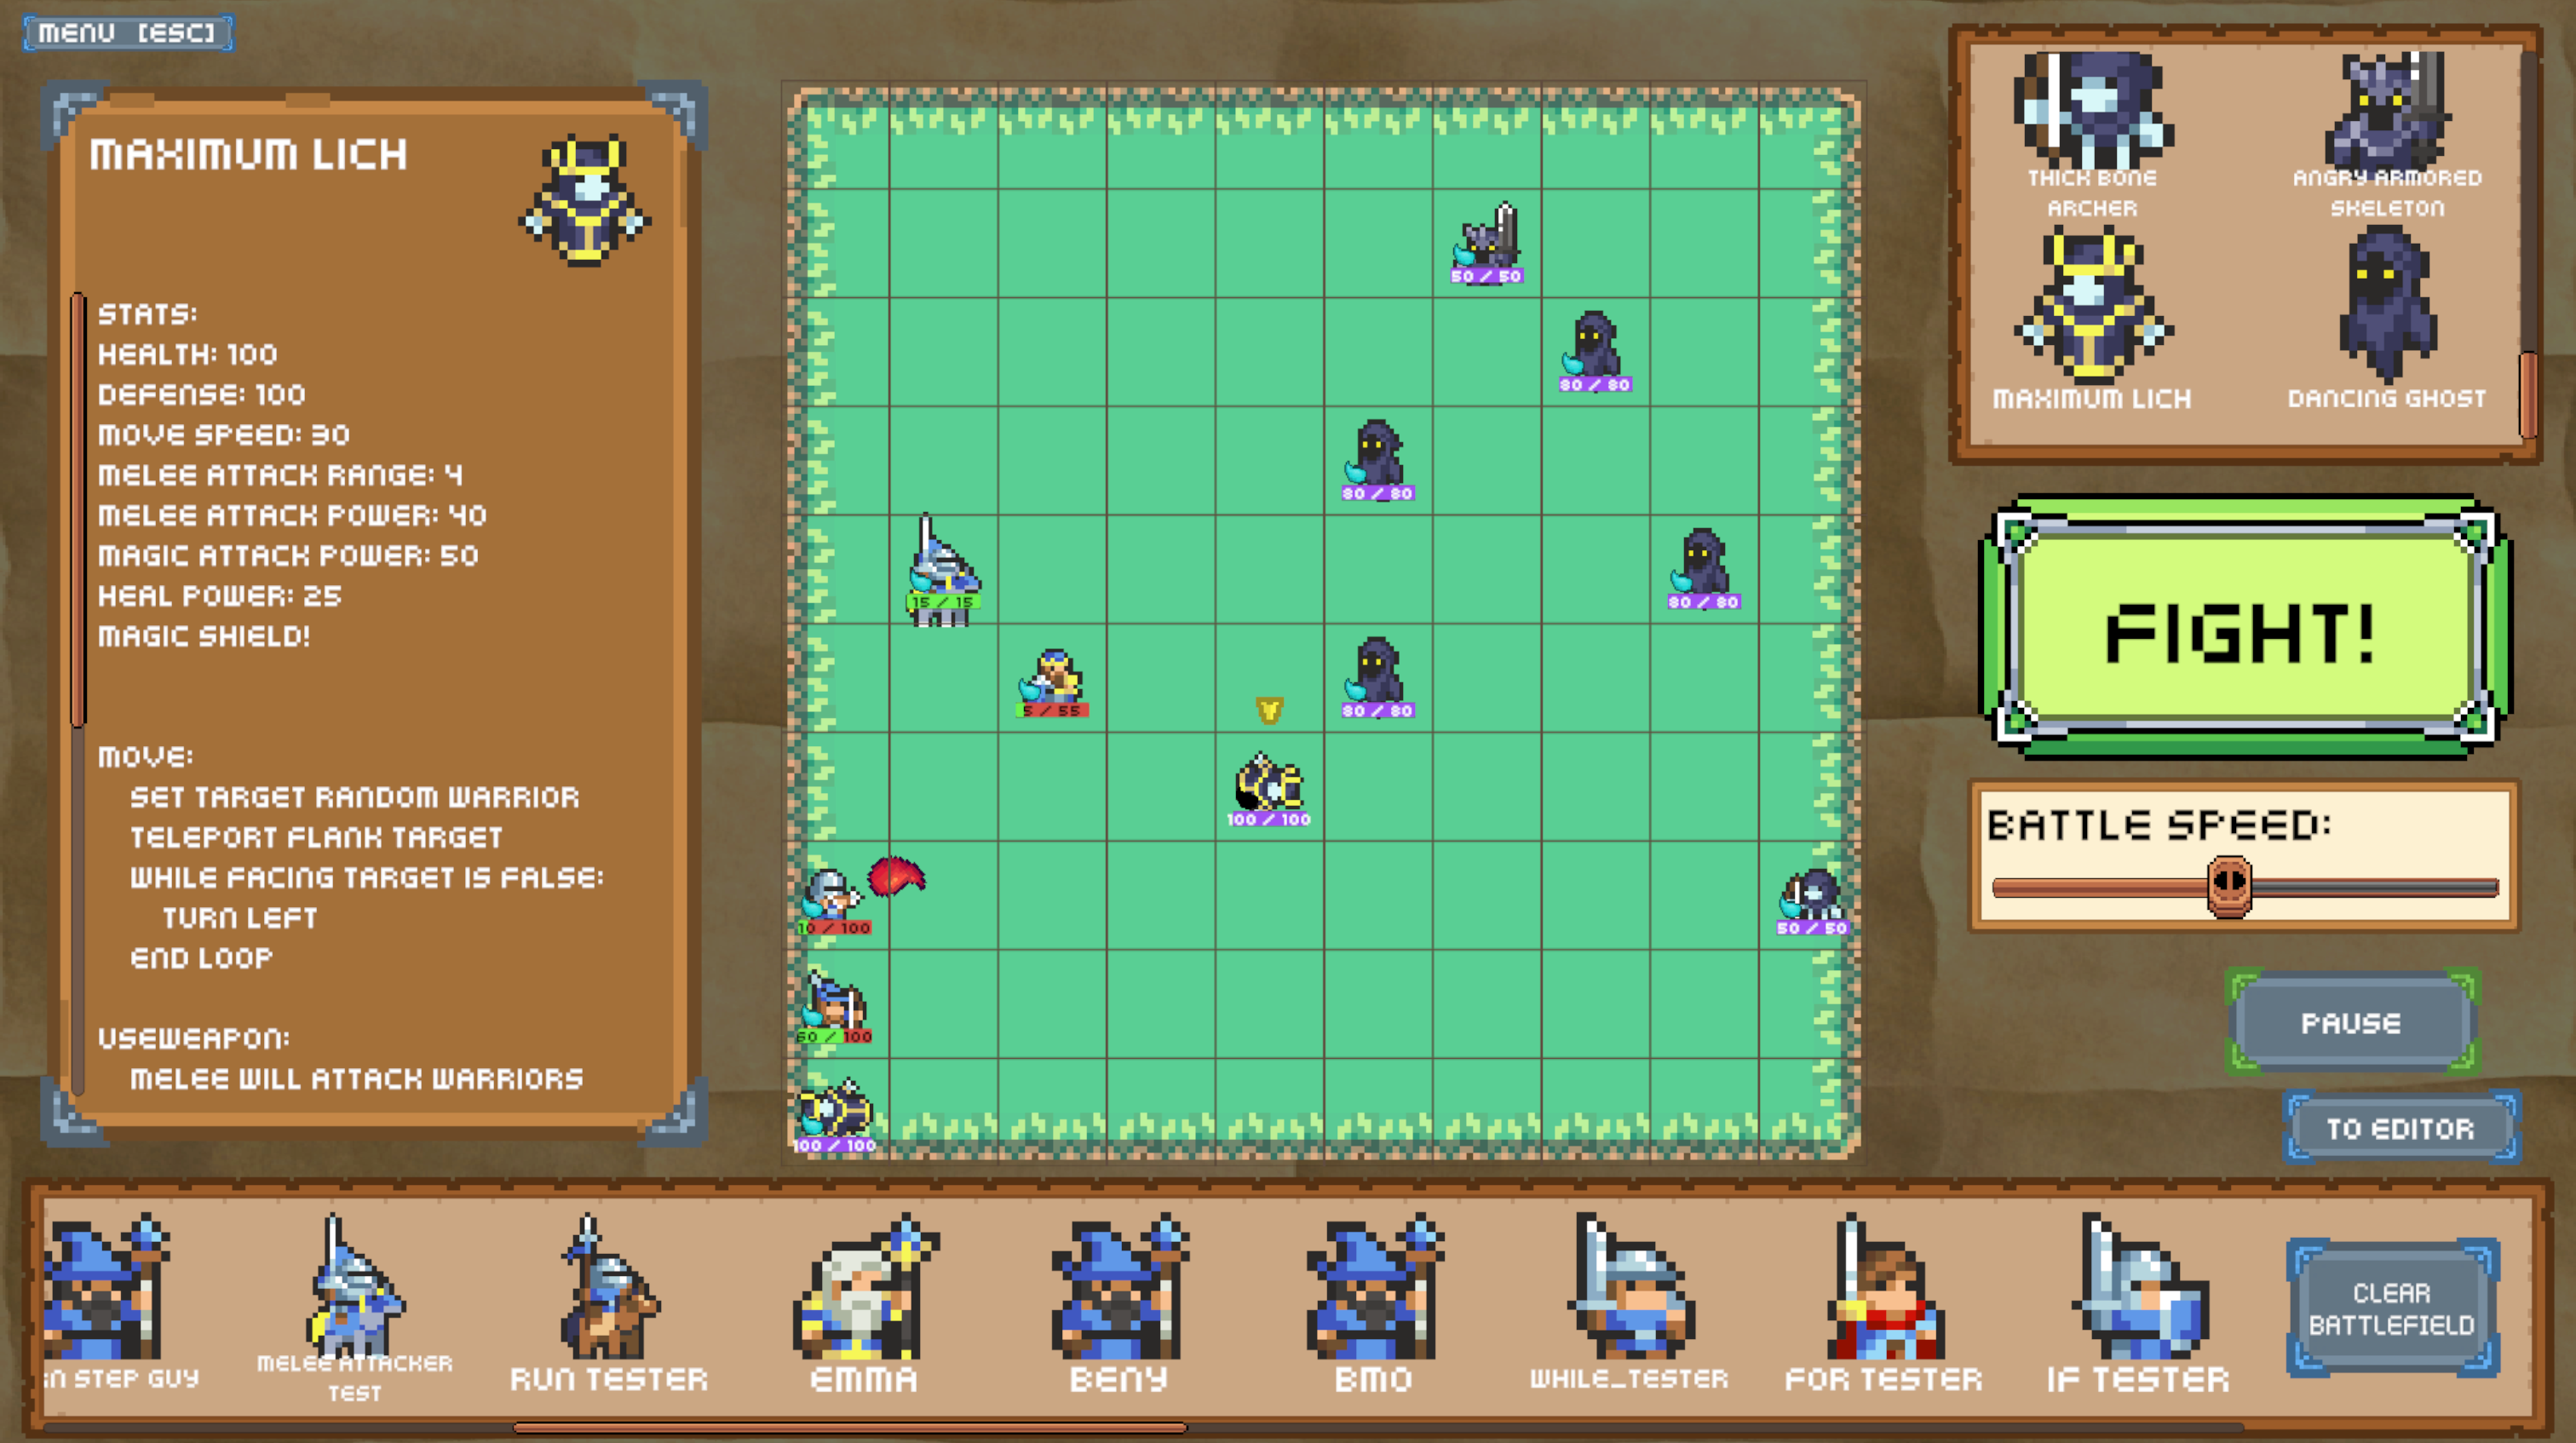 MENU [ESC]
MAXIMUM LICH
STATS:
HEALTH: 100
DEFENSE: 100
MOVE SPEED: 30
MELEE ATTACK RANGE: 4
MELEE ATTACK POWER: 40
MAGIC ATTACK POWER: 50
HEAL POWER: 25
MAGIC SHIELD!
MOVE:
SET TARGET RANDOM WARRIOR
TELEPORT FLANK TARGET
WHILE FACING TARGET IS FALSE:
TURN LEFT
END LOOP
USEWEAPON:
MELEE WILL ATTACK WARRIORS
50 / 50
80 / 80
80 / 80
15 / 15
80 / 80
5 / 55
80 / 80
100 / 100
10 / 100
50 / 50
60 / 100
100 / 100
THICK BONE
ARCHER
ANGRY ARMORED
SKELETON
MAXIMUM LICH
DANCING GHOST
FIGHT!
BATTLE SPEED:
PAUSE
TO EDITOR
STEP GUY
MELEE ATTACKER
TEST
RUN TESTER
EMMA
BENY
BMO
WHILE_TESTER
FOR TESTER
IF TESTER
CLEAR
BATTLEFIELD